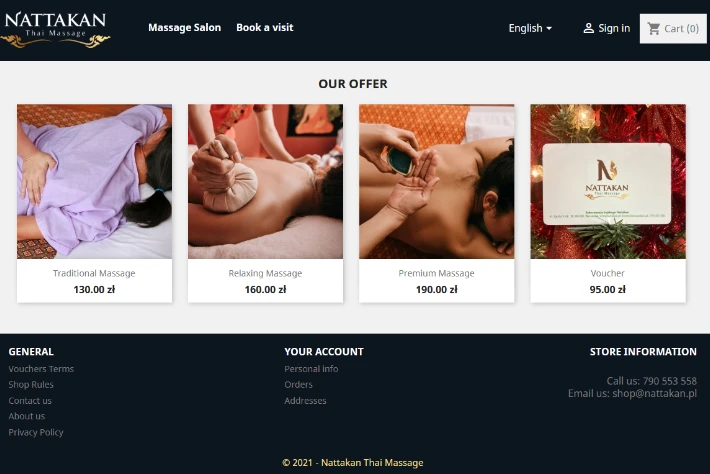 NATTAKAN
Thai Massage
Massage Salon
Book a visit
English
Sign in
Cart (0)
OUR OFFER
NATTAKAN
Thai Massage
Traditional Massage
130.00 zł
Relaxing Massage
160.00 zł
Premium Massage
190.00 zł
Voucher
95.00 zł
GENERAL
Vouchers Terms
Shop Rules
Contact us
About us
Privacy Policy
YOUR ACCOUNT
Personal info
Orders
Addresses
STORE INFORMATION
Call us: 790 553 558
Email us: shop@nattakan.pl
© 2021 - Nattakan Thai Massage